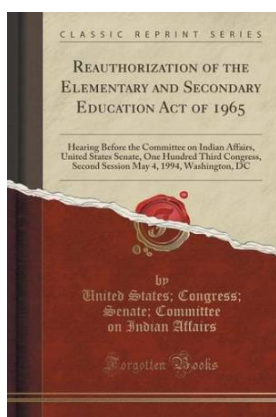 CLASSIC REPRINT SERIES
REAUTHORIZATION OF THE
ELEMENTARY AND SECONDARY
EDUCATION ACT OF 1965
Hearing Before the Committee on Indian Affairs,
United States Senate, One Hundred Third Congress,
Second Session May 4, 1994, Washington, DC
by
United States; Congress;
Senate; Committee
on Indian Affairs
Forgotten Books